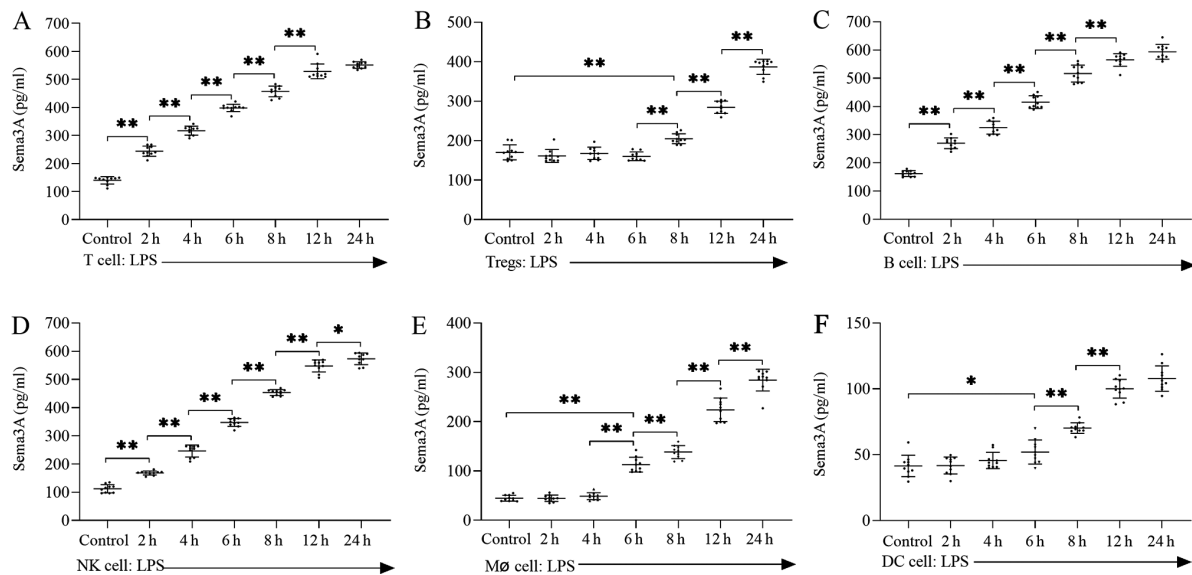 A
Sema3A (pg/ml)
700
600
500
400
300
200
100
0
** ** ** ** **
Control 2 h 4 h 6 h 8 h 12 h 24 h
T cell: LPS
B
Sema3A (pg/ml)
500
400
300
200
100
0
** ** ** **
Control 2 h 4 h 6 h 8 h 12 h 24 h
Tregs: LPS
C
Sema3A (pg/ml)
700
600
500
400
300
200
100
0
** ** ** ** **
Control 2 h 4 h 6 h 8 h 12 h 24 h
B cell: LPS
D
Sema3A (pg/ml)
700
600
500
400
300
200
100
0
** ** ** ** ** *
Control 2 h 4 h 6 h 8 h 12 h 24 h
NK cell: LPS
E
Sema3A (pg/ml)
400
300
200
100
0
** ** ** ** **
Control 2 h 4 h 6 h 8 h 12 h 24 h
MØ cell: LPS
F
Sema3A (pg/ml)
150
100
50
0
* ** **
Control 2 h 4 h 6 h 8 h 12 h 24 h
DC cell: LPS